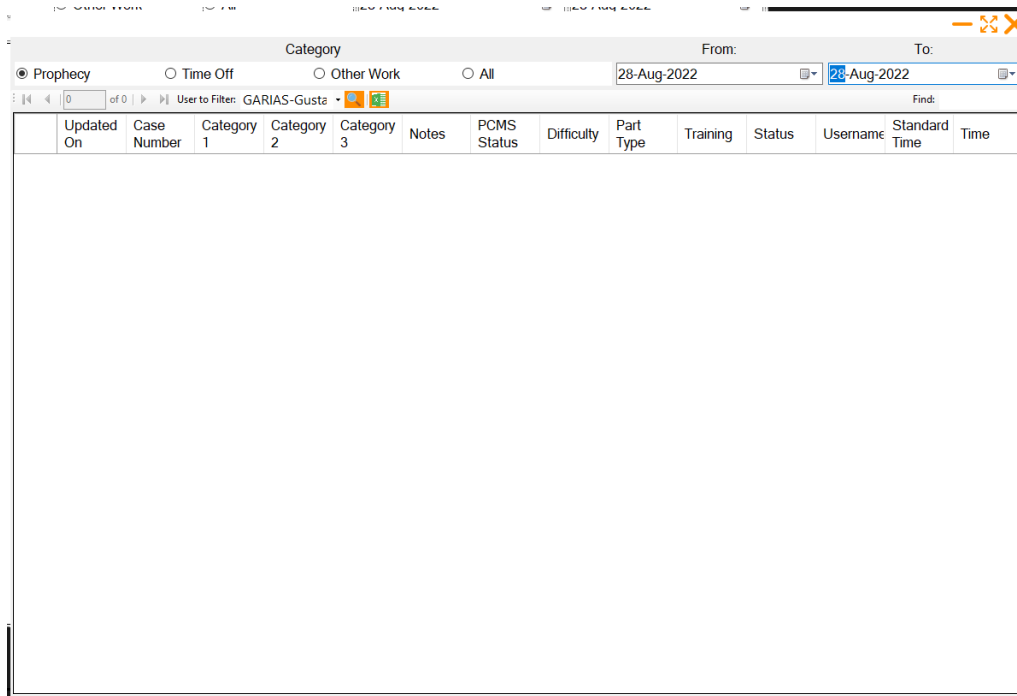 Category From: To:
Prophecy Time Off Other Work All 28-Aug-2022 28-Aug-2022
0 of 0 User to Filter: GARIAS-Gusta Find:
Updated On Case Number Category 1 Category 2 Category 3 Notes PCMS Status Difficulty Part Type Training Status Username Standard Time Time